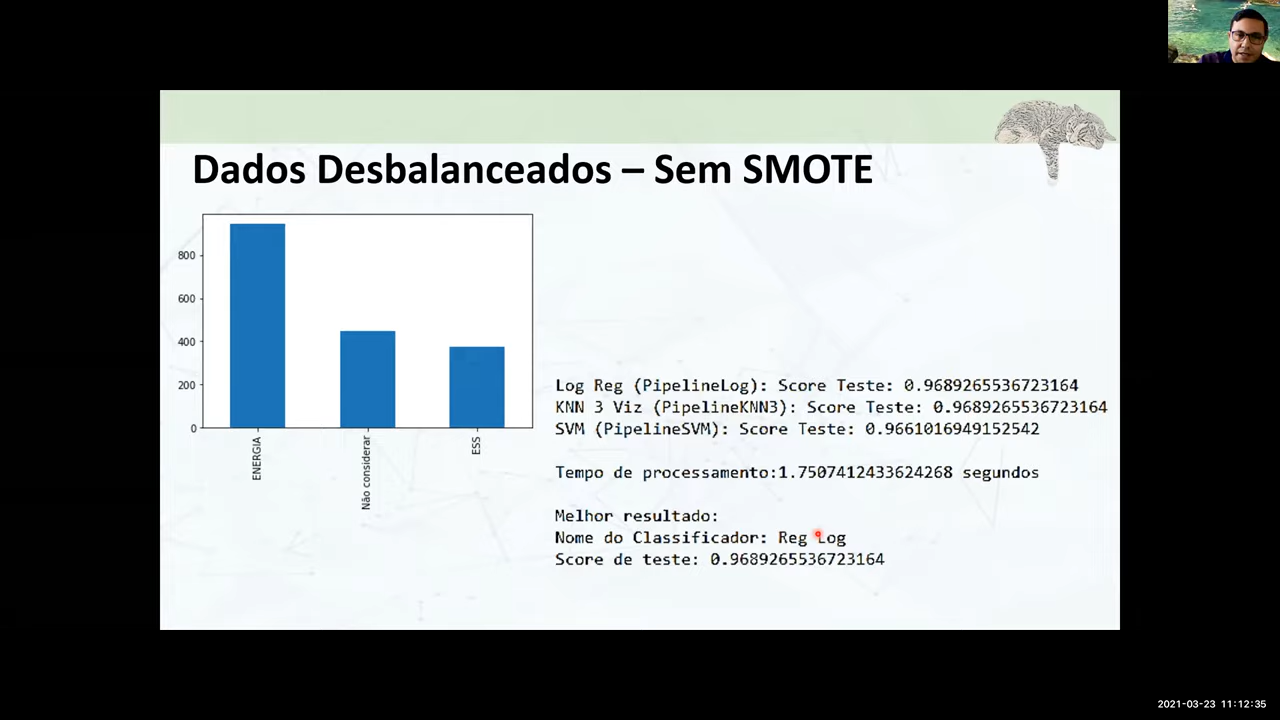 Dados Desbalanceados – Sem SMOTE
800
600
400
200
0
ENERGIA
Não considerar
ESS
Log Reg (PipelineLog): Score Teste: 0.9689265536723164
KNN 3 Viz (PipelineKNN3): Score Teste: 0.9689265536723164
SVM (PipelineSVM): Score Teste: 0.9661016949152542
Tempo de processamento:1.7507412433624268 segundos
Melhor resultado:
Nome do Classificador: Reg Log
Score de teste: 0.9689265536723164
2021-03-23 11:12:35